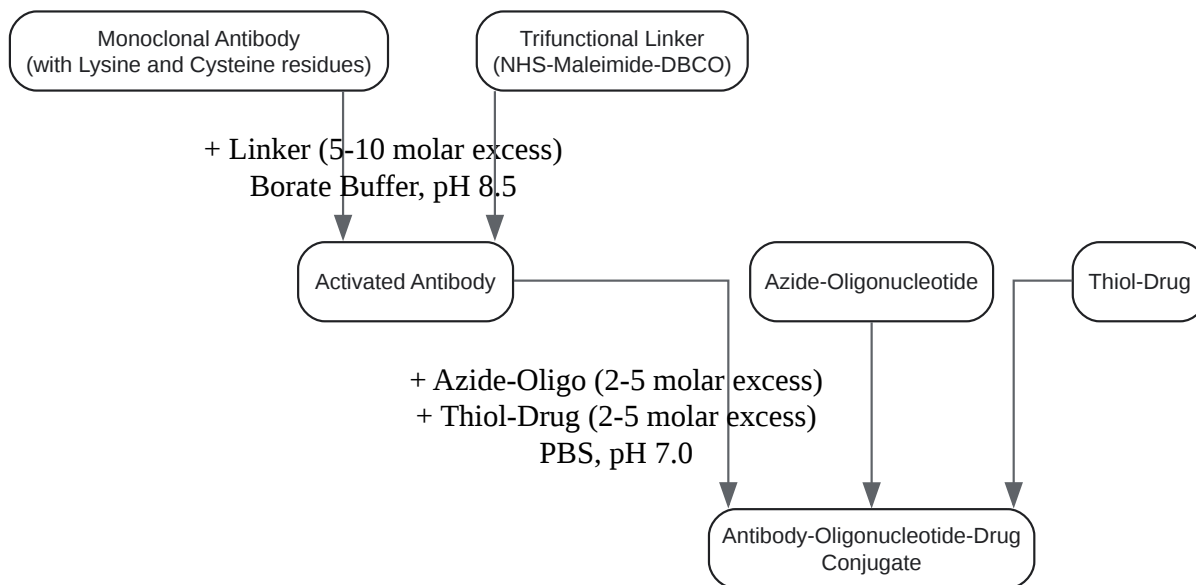 Monoclonal Antibody
(with Lysine and Cysteine residues)
Trifunctional Linker
(NHS-Maleimide-DBCO)
+ Linker (5-10 molar excess)
Borate Buffer, pH 8.5
Activated Antibody
Azide-Oligonucleotide
Thiol-Drug
+ Azide-Oligo (2-5 molar excess)
+ Thiol-Drug (2-5 molar excess)
PBS, pH 7.0
Antibody-Oligonucleotide-Drug
Conjugate